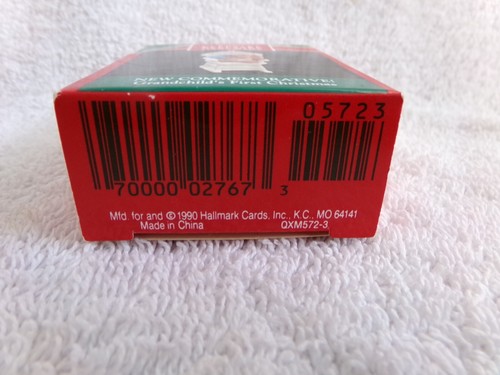 NEW COMMEMORATIVE!
Grandchild's First Christmas
05723
70000 02767 3
Mfd. for and © 1990 Hallmark Cards, Inc., K.C., MO 64141
Made in China QXM572-3